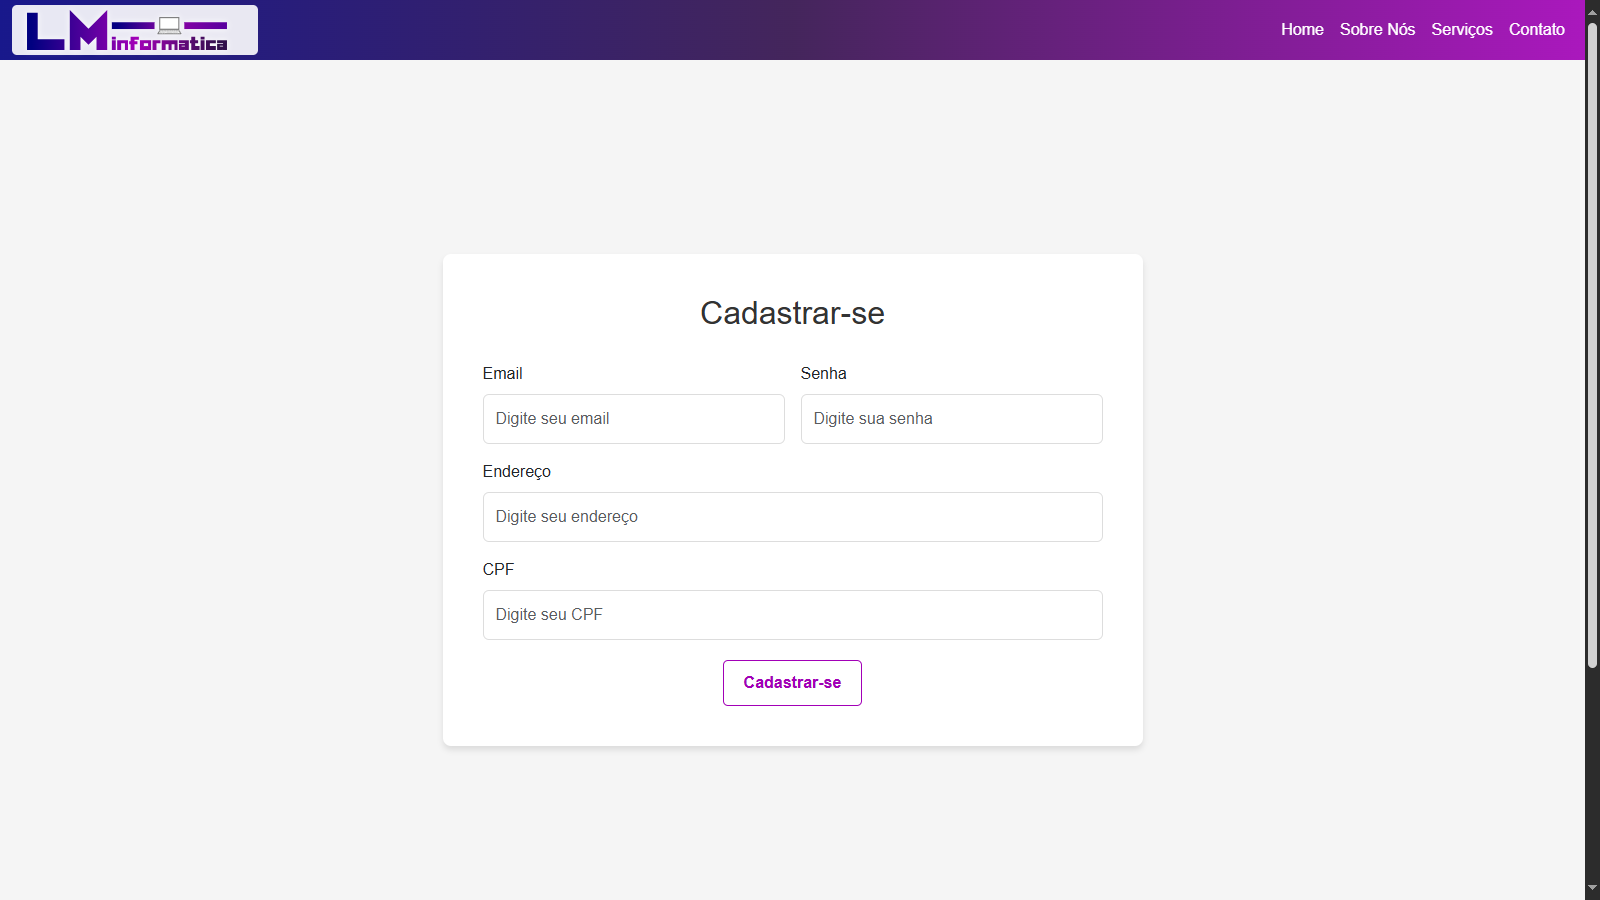 LM informatica
Home Sobre Nós Serviços Contato
Cadastrar-se
Email Senha
Digite seu email Digite sua senha
Endereço
Digite seu endereço
CPF
Digite seu CPF
Cadastrar-se